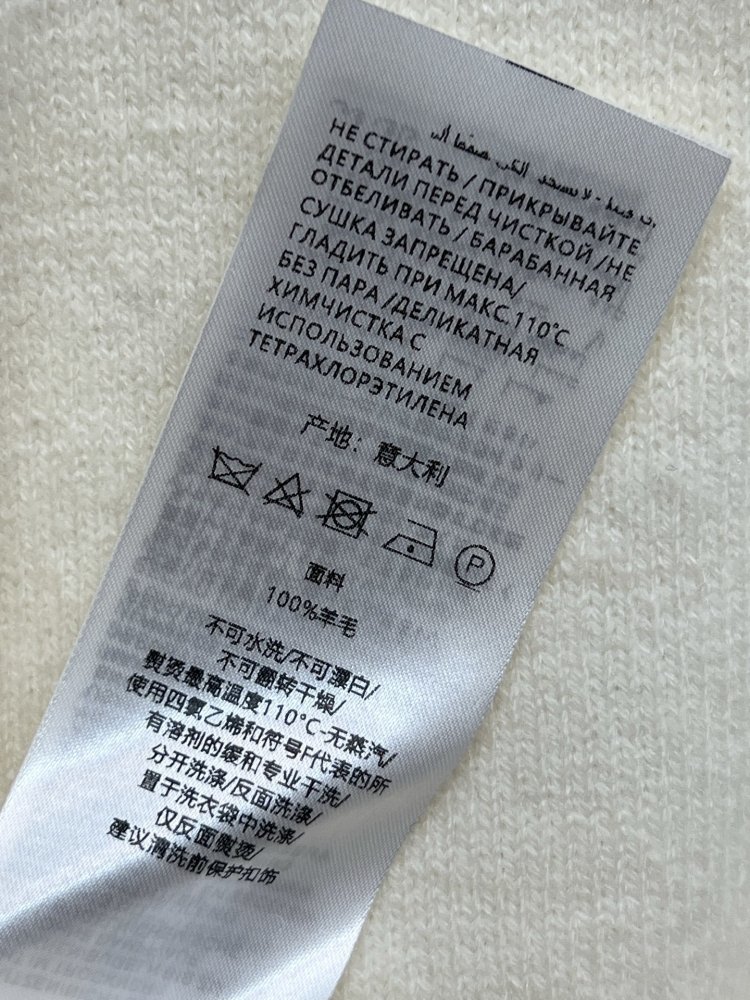 НЕ СТИРАТЬ / ПРИКРЫВАЙТЕ
ДЕТАЛИ ПЕРЕД ЧИСТКОЙ /НЕ
ОТБЕЛИВАТЬ / БАРАБАННАЯ
СУШКА ЗАПРЕЩЕНА/
ГЛАДИТЬ ПРИ МАКС.110°C
БЕЗ ПАРА /ДЕЛИКАТНАЯ
ХИМЧИСТКА С
ИСПОЛЬЗОВАНИЕМ
ТЕТРАХЛОРЭТИЛЕНА
产地：意大利
P
面料
100%羊毛
不可水洗/不可漂白/
不可翻转干燥/
熨烫最高温度110°C-无蒸汽/
使用四氯乙烯和符号F代表的所
有溶剂的缓和专业干洗/
分开洗涤/反面洗涤/
置于洗衣袋中洗涤/
仅反面熨烫/
建议清洗前保护扣饰